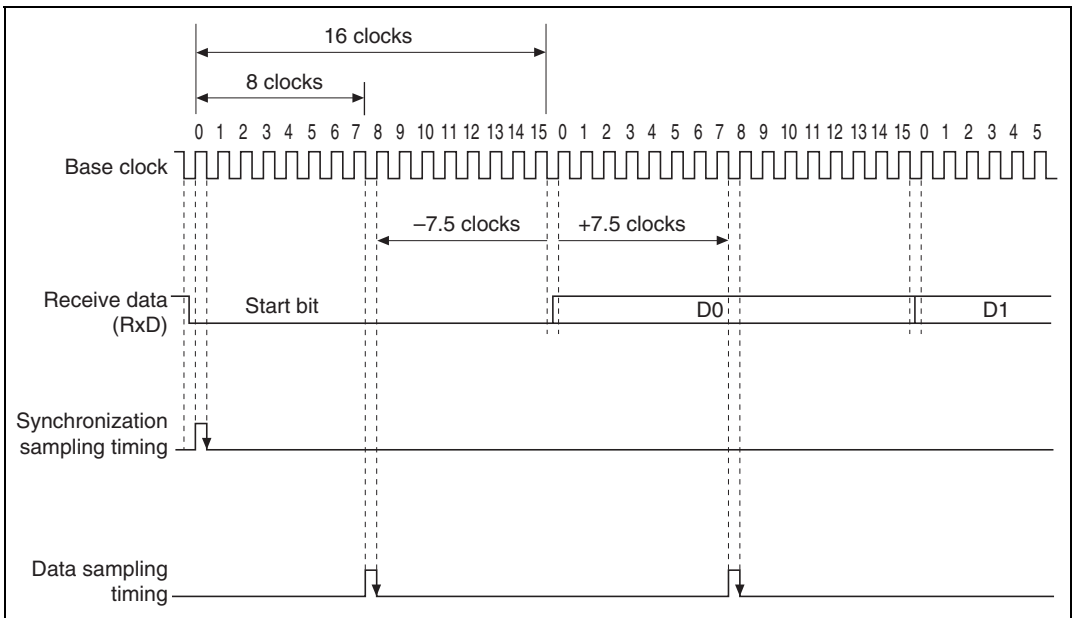 16 clocks
8 clocks
0 1 2 3 4 5 6 7 8 9 10 11 12 13 14 15 0 1 2 3 4 5 6 7 8 9 10 11 12 13 14 15 0 1 2 3 4 5
Base clock
–7.5 clocks +7.5 clocks
Receive data
(RxD)
Start bit D0 D1
Synchronization
sampling timing
Data sampling
timing